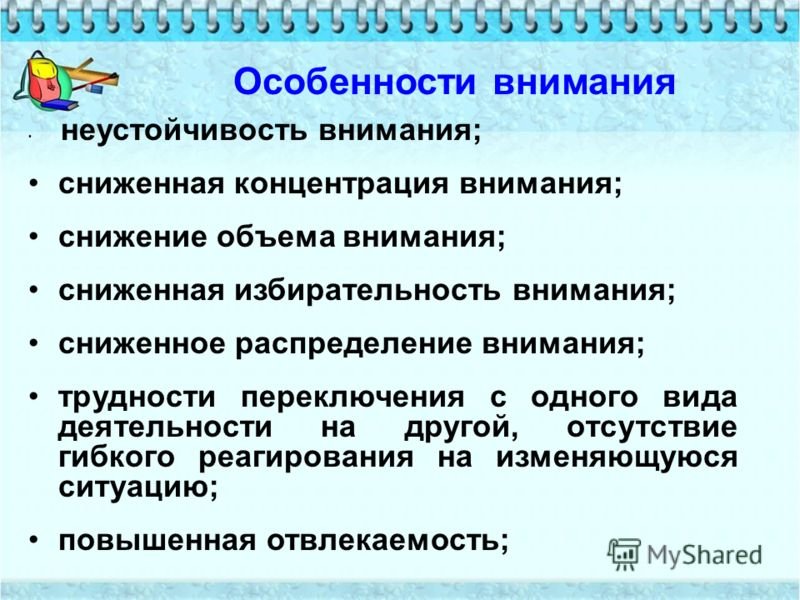 Особенности внимания
• неустойчивость внимания;
• сниженная концентрация внимания;
• снижение объема внимания;
• сниженная избирательность внимания;
• сниженное распределение внимания;
• трудности переключения с одного вида
деятельности на другой, отсутствие
гибкого реагирования на изменяющуюся
ситуацию;
• повышенная отвлекаемость;
MyShared